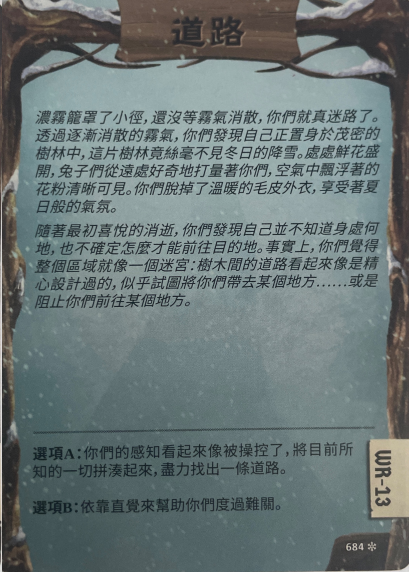 道路
濃霧籠罩了小徑，還沒等霧氣消散，你們就真迷路了。
透過逐漸消散的霧氣，你們發現自己正置身於茂密的
樹林中，這片樹林竟絲毫不見冬日的降雪。處處鮮花盛
開，兔子們從遠處好奇地打量著你們，空氣中飄浮著的
花粉清晰可見。你們脫掉了溫暖的毛皮外衣，享受著夏
日般的氣氛。
隨著最初喜悅的消逝，你們發現自己並不知道身處何
地，也不確定怎麼才能前往目的地。事實上，你們覺得
整個區域就像一個迷宮：樹木間的道路看起來像是精
心設計過的，似乎試圖將你們帶去某個地方……或是
阻止你們前往某個地方。
選項A：你們的感知看起來像被操控了，將目前所
知的一切拼湊起來，盡力找出一條道路。
選項B：依靠直覺來幫助你們度過難關。
WR-13
684